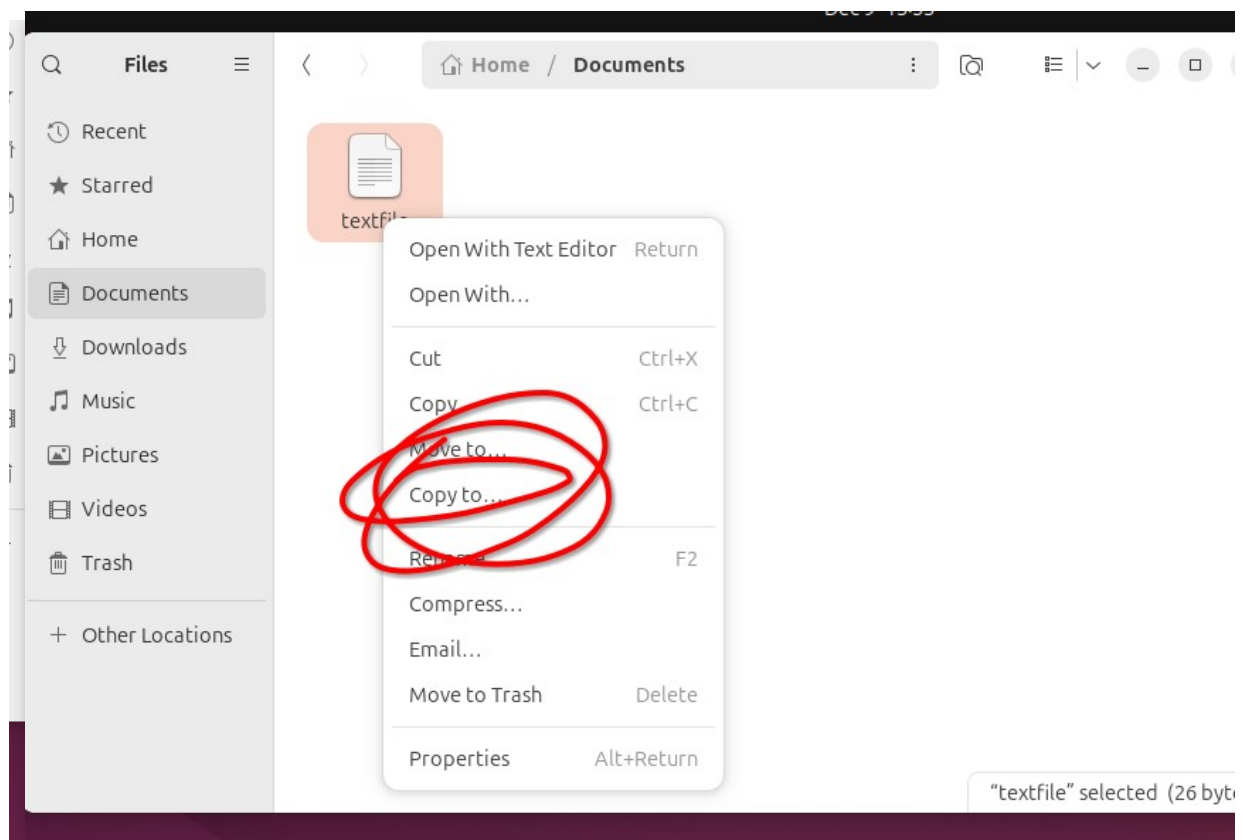 Files
Home / Documents
Recent
Starred
Home
Documents
Downloads
Music
Pictures
Videos
Trash
+ Other Locations
Open With Text Editor Return
Open With…
Cut Ctrl+X
Copy Ctrl+C
Move to…
Copy to…
Rename… F2
Compress…
Email…
Move to Trash Delete
Properties Alt+Return
"textfile" selected (26 byte